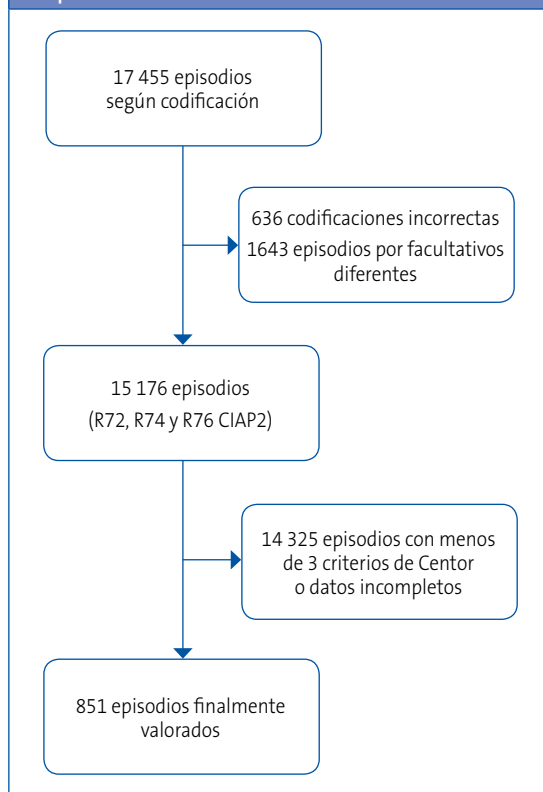 17 455 episodios
según codificación
636 codificaciones incorrectas
1643 episodios por facultativos
diferentes
15 176 episodios
(R72, R74 y R76 CIAP2)
14 325 episodios con menos
de 3 criterios de Centor
o datos incompletos
851 episodios finalmente
valorados